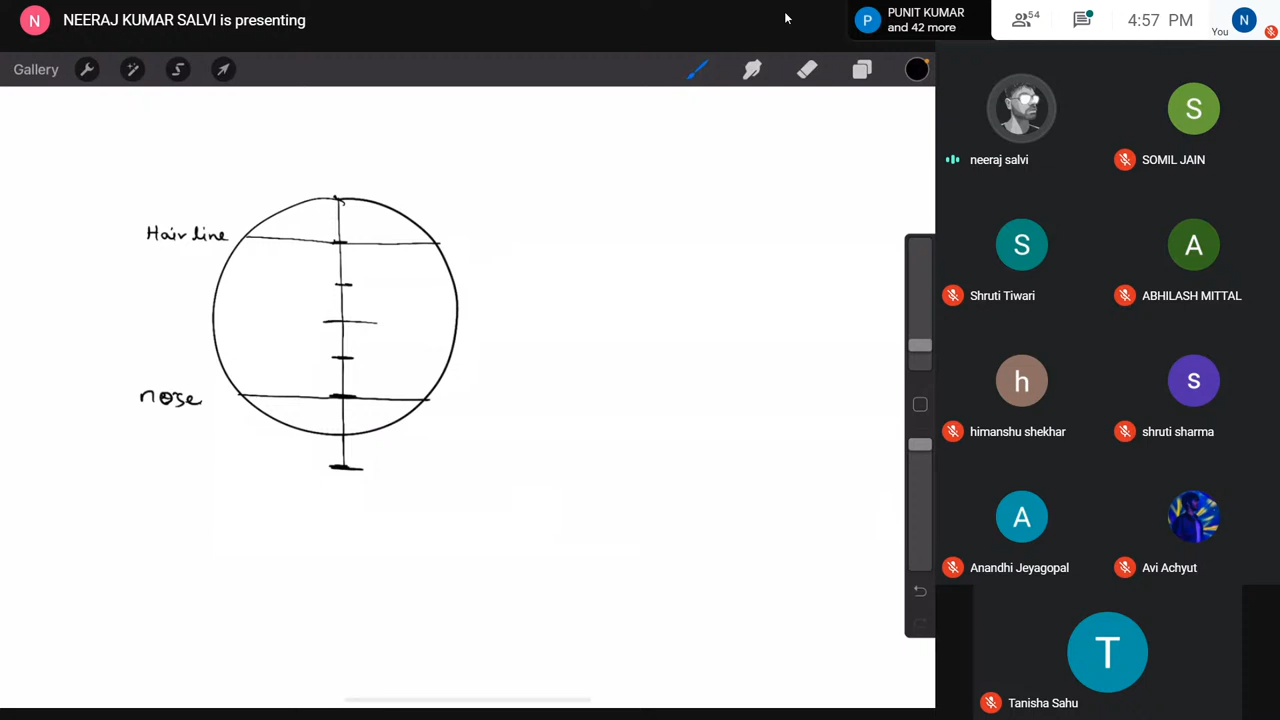 N NEERAJ KUMAR SALVI is presenting
P PUNIT KUMAR
and 42 more
54
4:57 PM
You
N
Gallery
neeraj salvi
S
SOMIL JAIN
Hair line
S
Shruti Tiwari
A
ABHILASH MITTAL
nose
h
himanshu shekhar
s
shruti sharma
A
Anandhi Jeyagopal
Avi Achyut
T
Tanisha Sahu